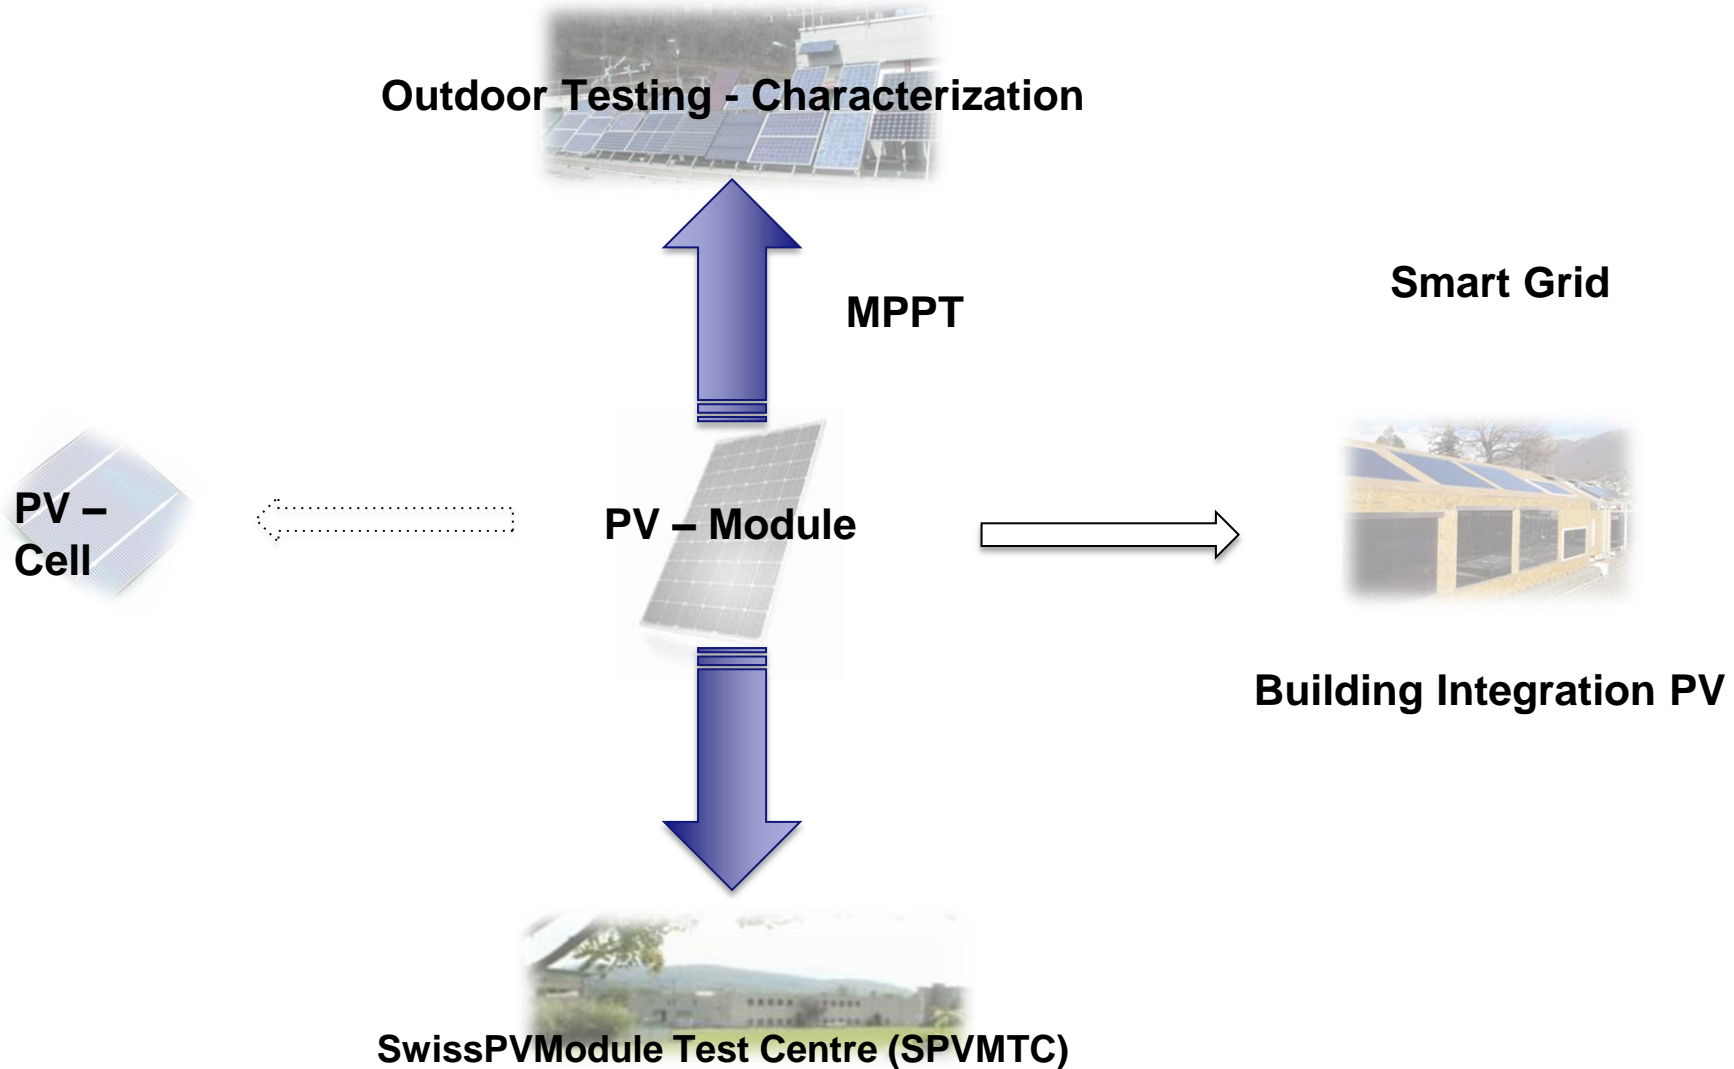 Outdoor Testing - Characterization
Smart Grid
MPPT
PV –
Cell
PV – Module
Building Integration PV
SwissPVModule Test Centre (SPVMTC)